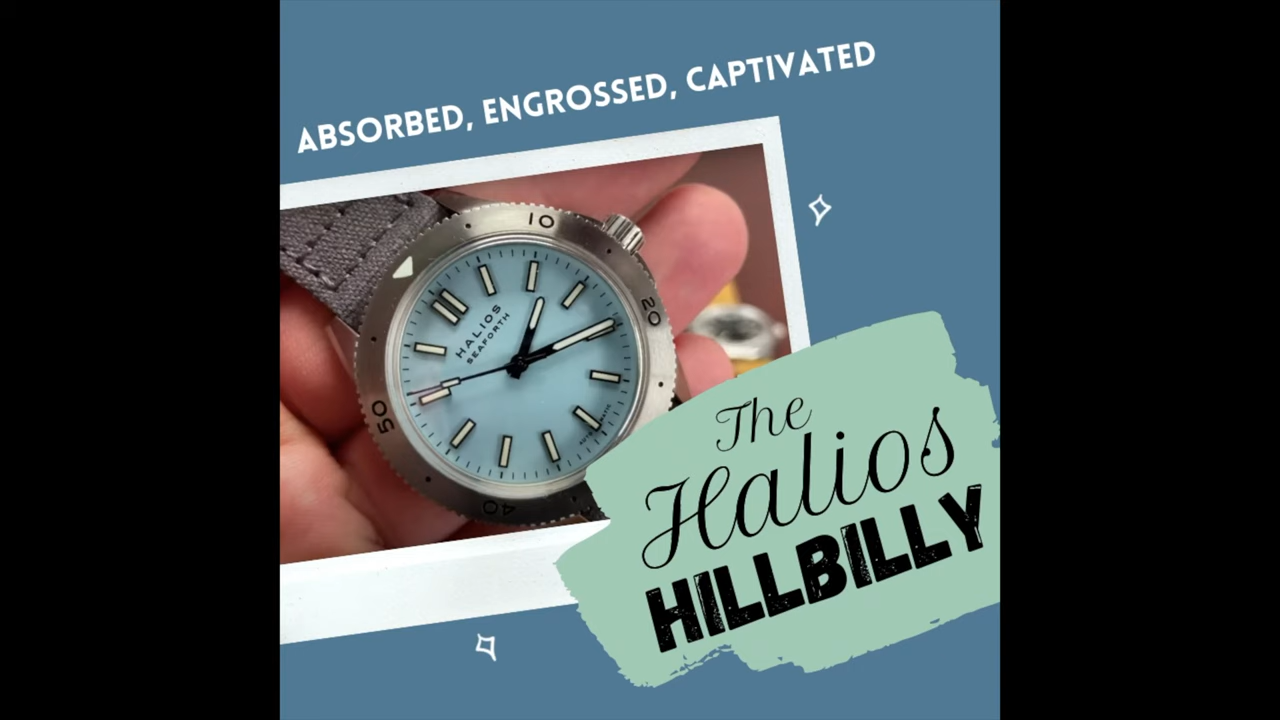 ABSORBED, ENGROSSED, CAPTIVATED
10
20
HALIOS
SEAFORTH
50
40
The
Halios
HILLBILLY